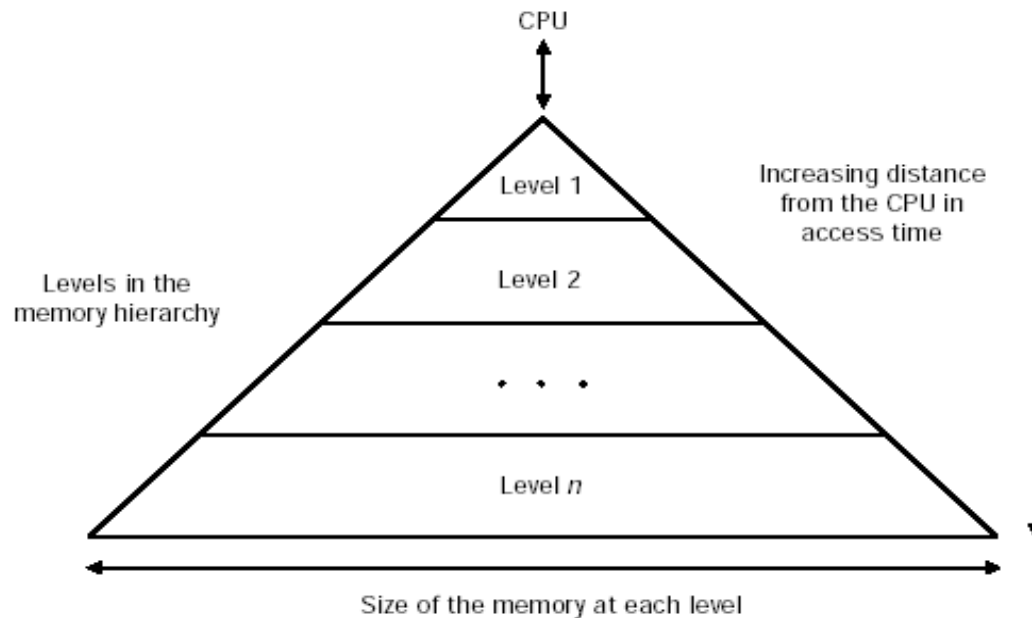 CPU
Level 1
Increasing distance
from the CPU in
access time
Levels in the
memory hierarchy
Level 2
. . .
Level n
Size of the memory at each level